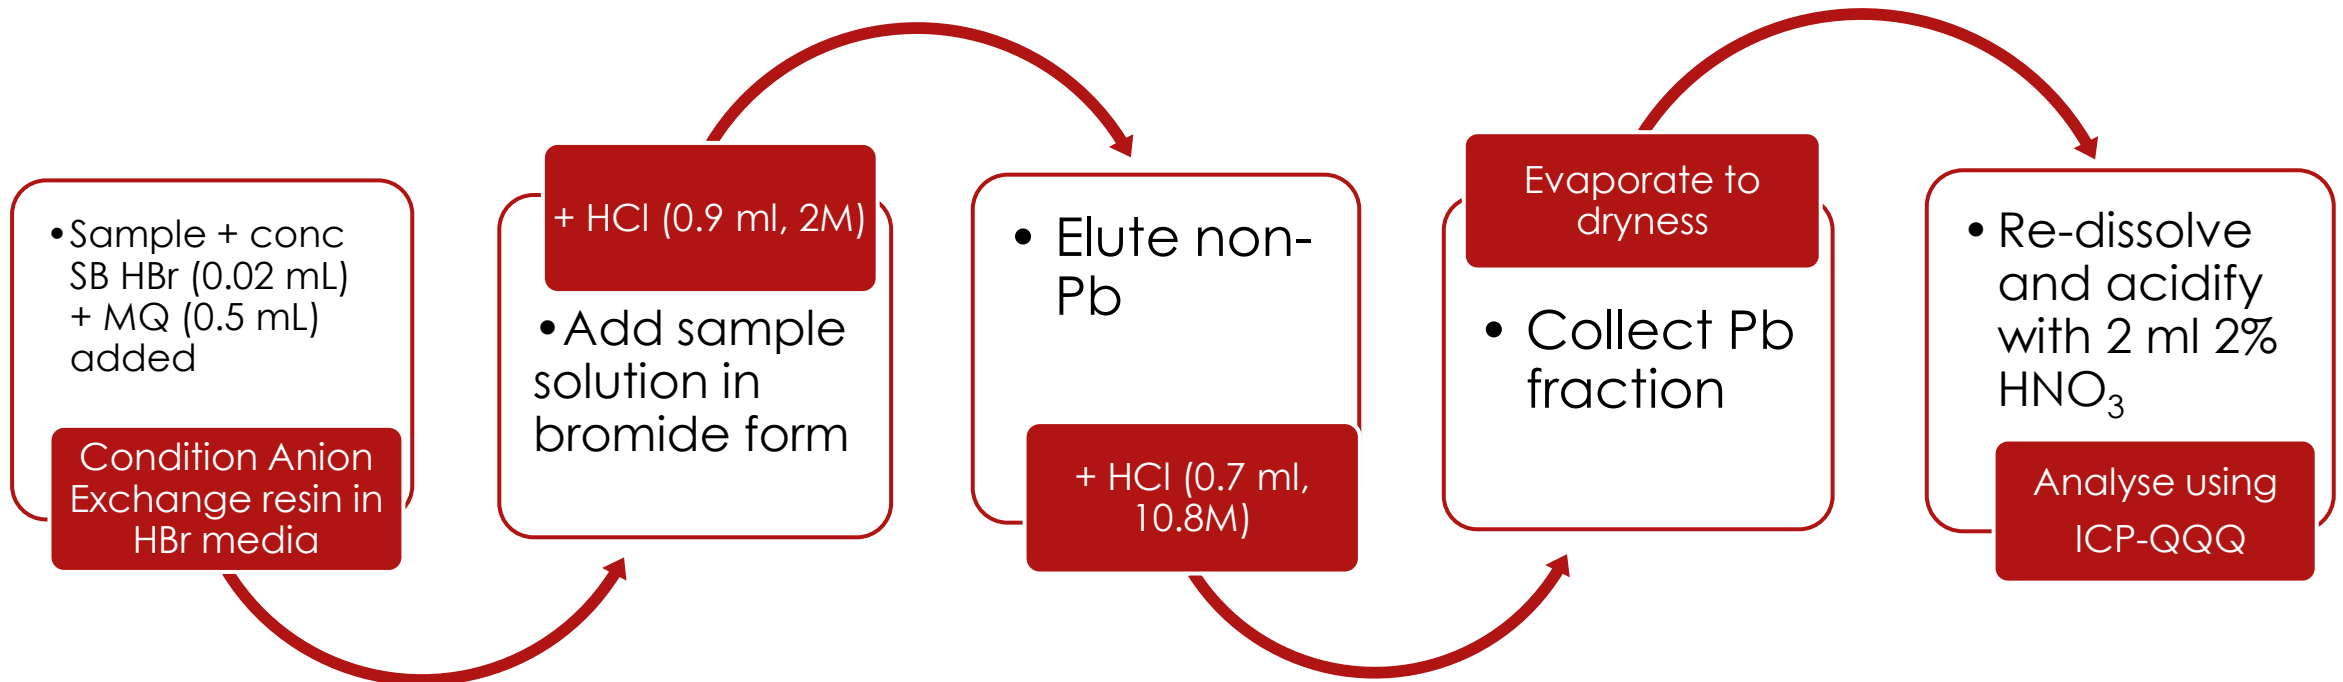 •Sample + conc
SB HBr (0.02 mL)
+ MQ (0.5 mL)
added
Condition Anion
Exchange resin in
HBr media
+ HCl (0.9 ml, 2M)
•Add sample
solution in
bromide form
• Elute non-
Pb
+ HCl (0.7 ml,
10.8M)
Evaporate to
dryness
• Collect Pb
fraction
• Re-dissolve
and acidify
with 2 ml 2%
HNO₃
Analyse using
ICP-QQQ